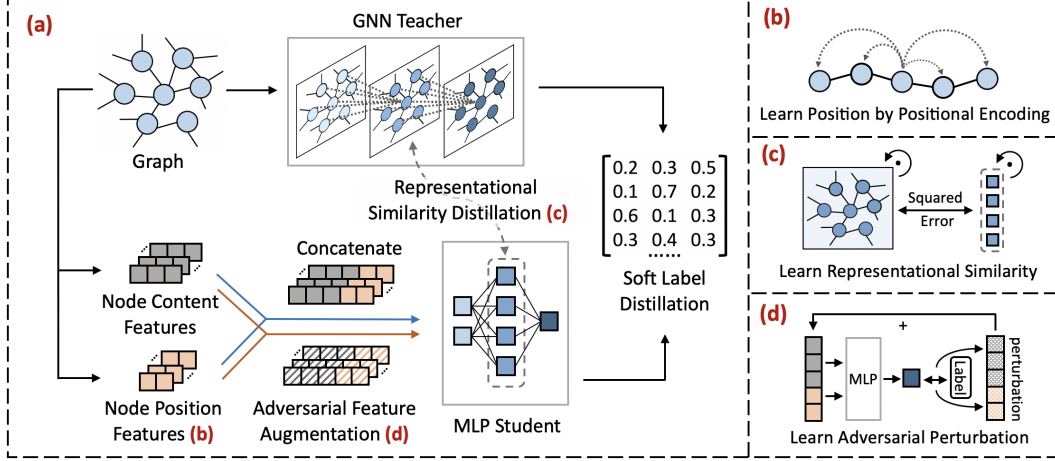 (a)
GNN Teacher
Graph
Representational
Similarity Distillation (c)
0.2 0.3 0.5
0.1 0.7 0.2
0.6 0.1 0.3
0.3 0.4 0.3
......
Soft Label
Distillation
Node Content
Features
Concatenate
Node Position
Features (b)
Adversarial Feature
Augmentation (d)
MLP Student
(b)
Learn Position by Positional Encoding
(c)
Squared
Error
Learn Representational Similarity
(d)
+
MLP
Label
perturbation
Learn Adversarial Perturbation